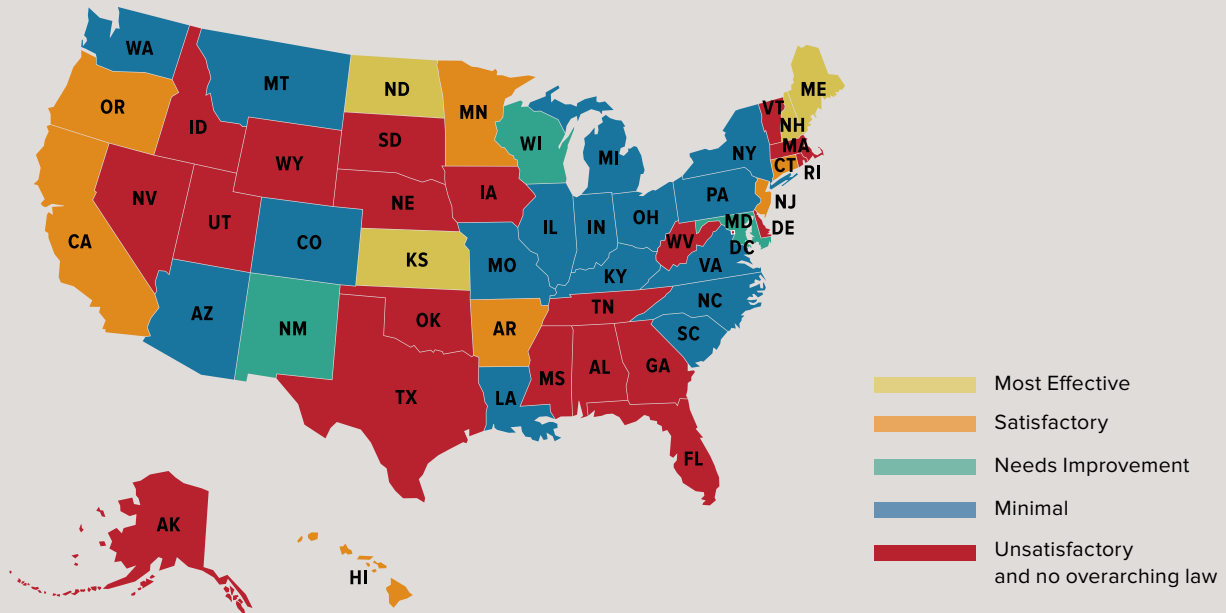 WA
MT
ND
MN
ME
VT
NH
OR
ID
SD
WI
MI
NY
MA
CT
RI
WY
NV
UT
NE
IA
PA
NJ
CA
CO
KS
MO
IL
IN
OH
MD
DE
WV
DC
VA
KY
AZ
NM
OK
AR
TN
NC
SC
TX
LA
MS
AL
GA
FL
AK
HI
Most Effective
Satisfactory
Needs Improvement
Minimal
Unsatisfactory
and no overarching law